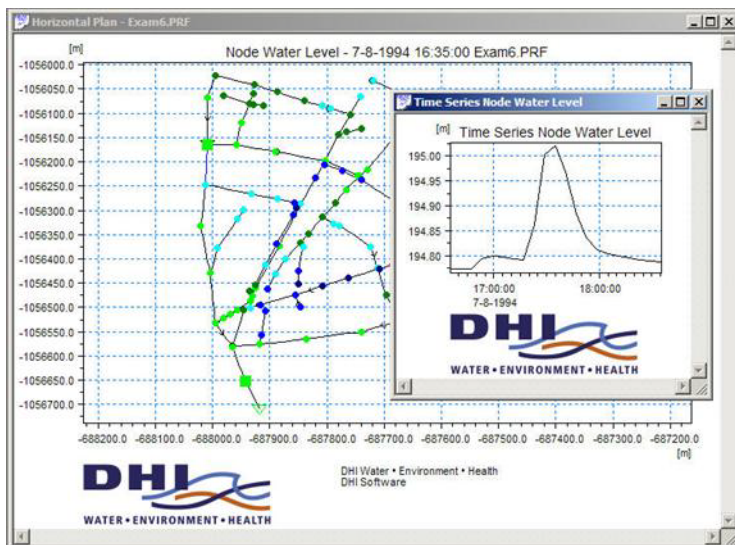 Horizontal Plan - Exam6.PRF
[m]
Node Water Level - 7-8-1994 16:35:00 Exam6.PRF
-1056000.0
-1056050.0
-1056100.0
-1056150.0
-1056200.0
-1056250.0
-1056300.0
-1056350.0
-1056400.0
-1056450.0
-1056500.0
-1056550.0
-1056600.0
-1056650.0
-1056700.0
-688200.0 -688100.0 -688000.0 -687900.0 -687800.0 -687700.0 -687600.0 -687500.0 -687400.0 -687300.0 -687200.0
[m]
Time Series Node Water Level
[m]
Time Series Node Water Level
195.00
194.95
194.90
194.85
194.80
17:00:00 18:00:00
7-8-1994
DHI
WATER • ENVIRONMENT • HEALTH
DHI
WATER • ENVIRONMENT • HEALTH
DHI Water • Environment • Health
DHI Software